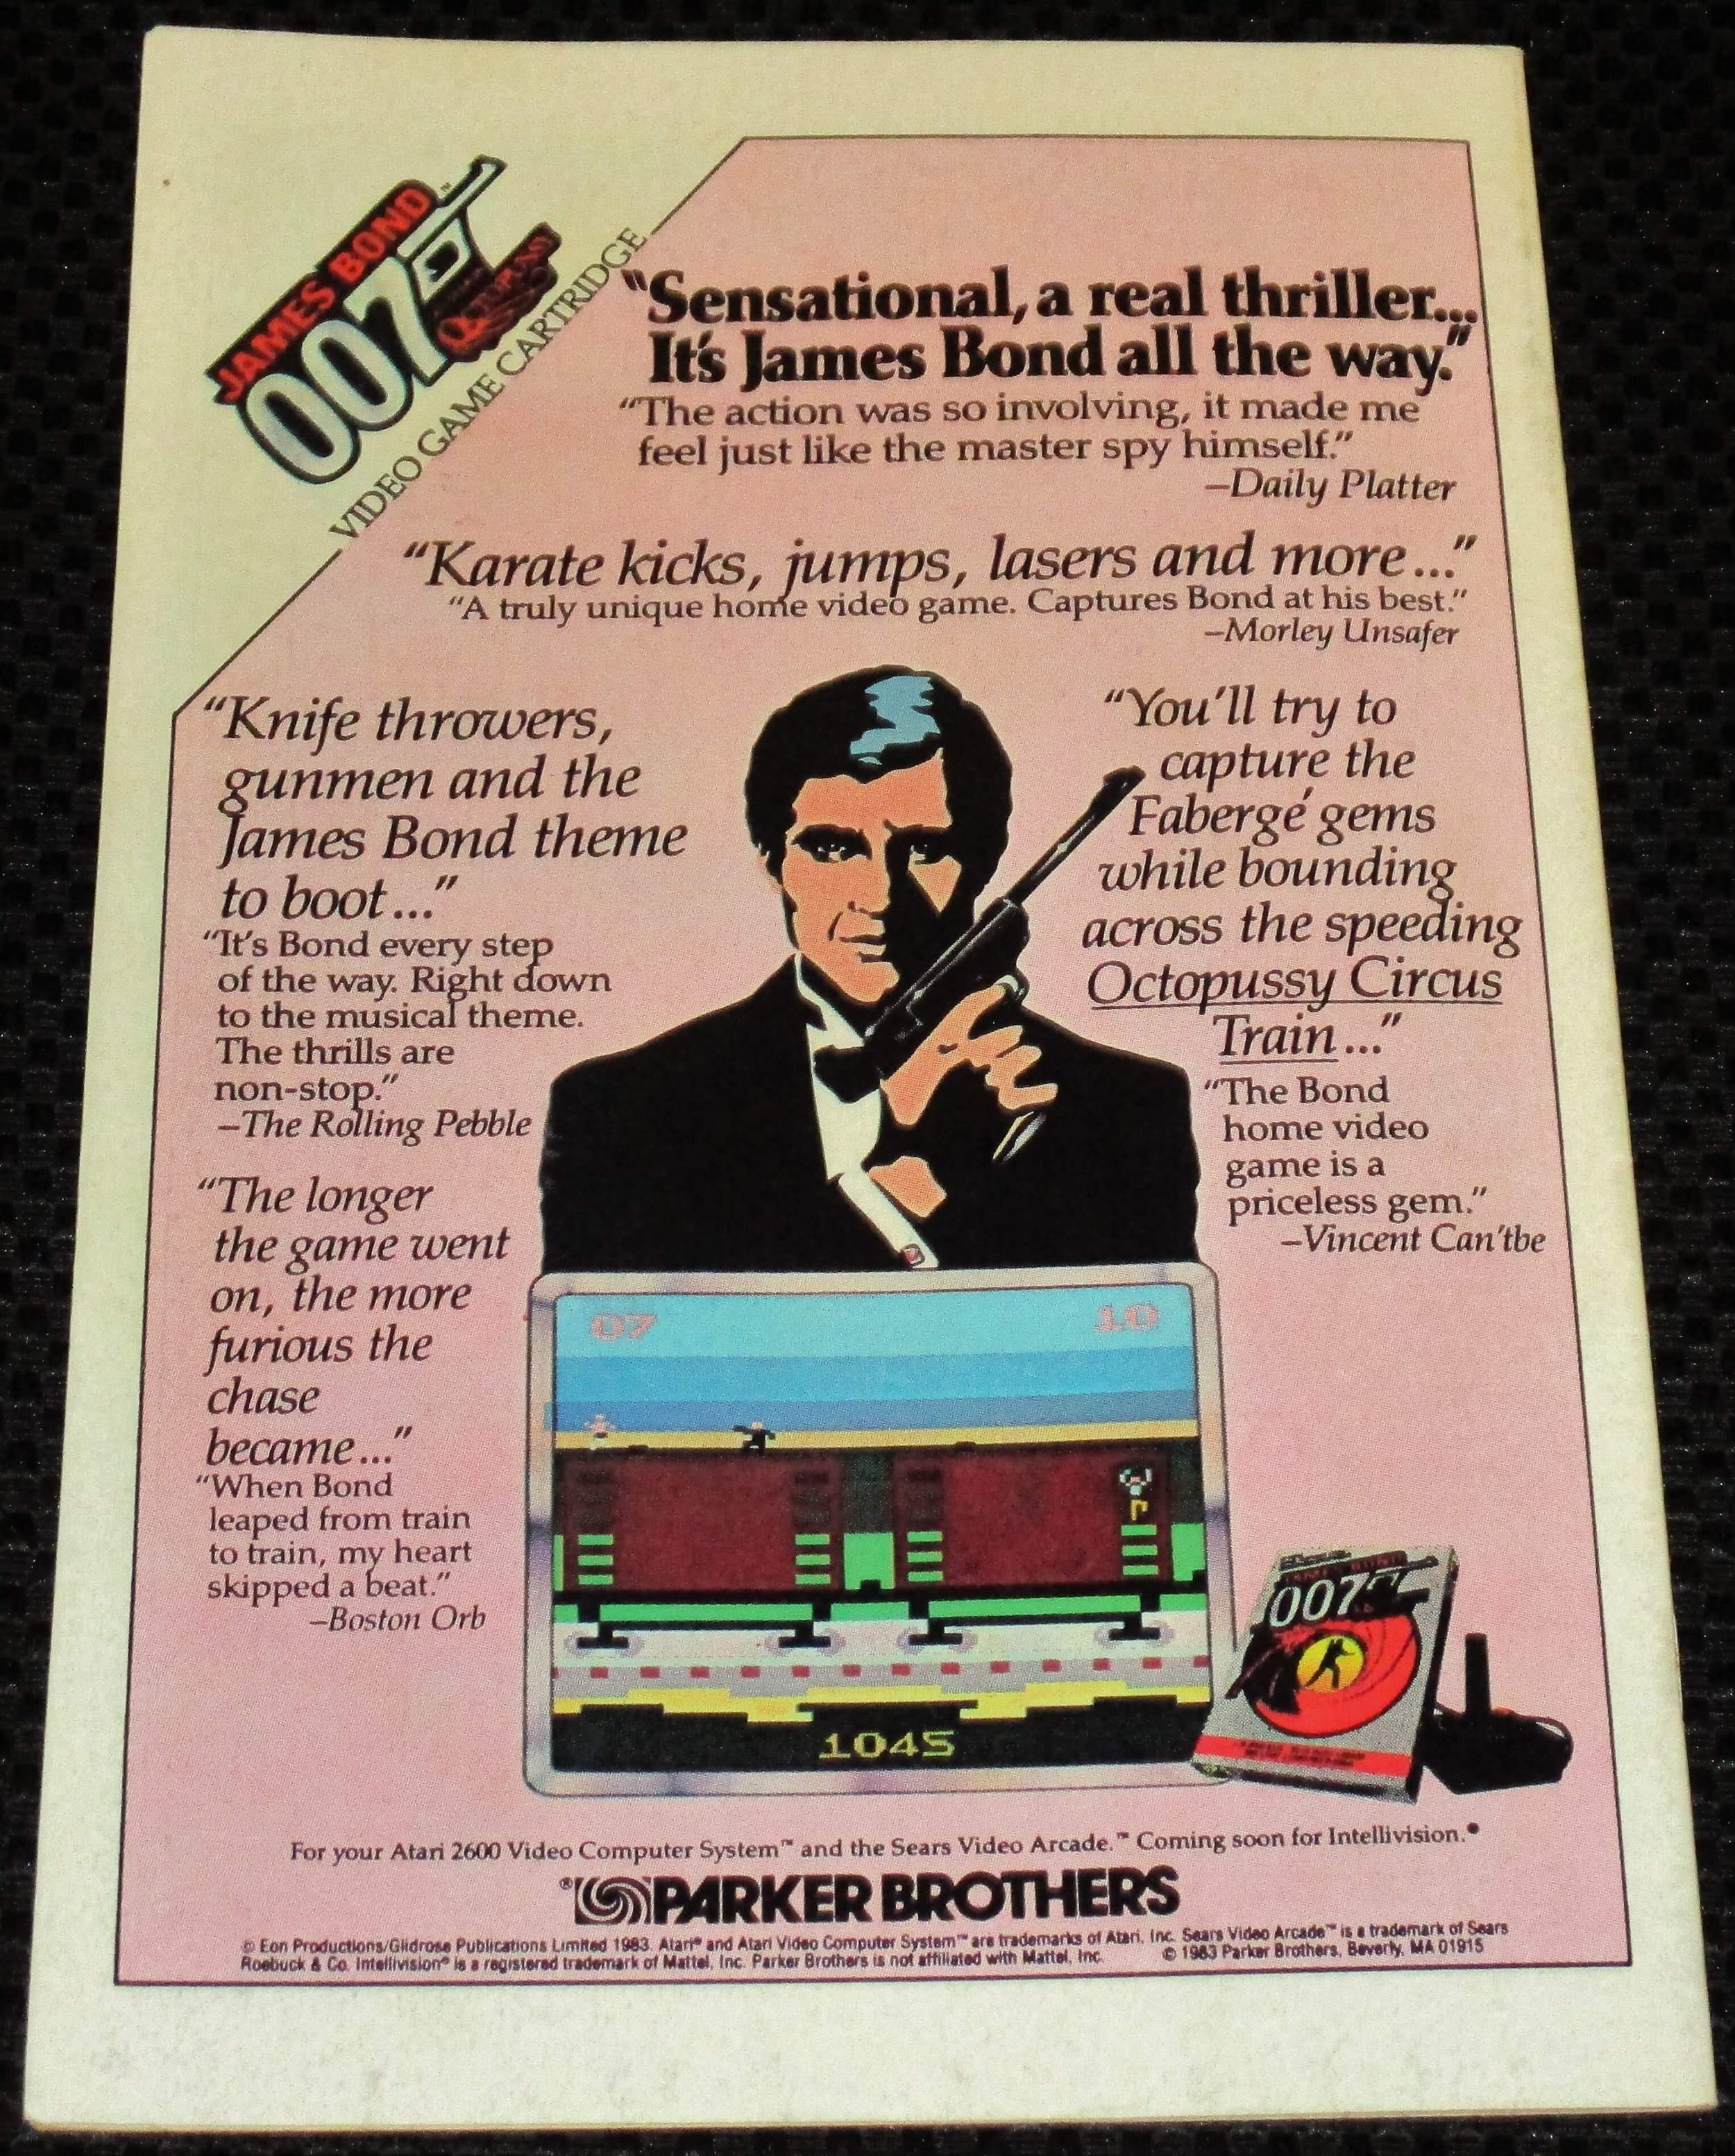 JAMES BOND™
007
OCTOPUSSY
VIDEO GAME CARTRIDGE
“Sensational, a real thriller...
It's James Bond all the way.”
“The action was so involving, it made me
feel just like the master spy himself.”
–Daily Platter
“Karate kicks, jumps, lasers and more...”
“A truly unique home video game. Captures Bond at his best.”
–Morley Unsafer
“Knife throwers,
gunmen and the
James Bond theme
to boot...”
“It's Bond every step
of the way. Right down
to the musical theme.
The thrills are
non-stop.”
–The Rolling Pebble
“The longer
the game went
on, the more
furious the
chase
became...”
“When Bond
leaped from train
to train, my heart
skipped a beat.”
–Boston Orb
“You'll try to
capture the
Fabergé gems
while bounding
across the speeding
Octopussy Circus
Train...”
“The Bond
home video
game is a
priceless gem.”
–Vincent Can'tbe
07 10
1045
JAMES BOND
007
For your Atari 2600 Video Computer System™ and the Sears Video Arcade.™ Coming soon for Intellivision.®
® PARKER BROTHERS
© Eon Productions/Glidrose Publications Limited 1983. Atari® and Atari Video Computer System™ are trademarks of Atari, Inc. Sears Video Arcade™ is a trademark of Sears
Roebuck & Co. Intellivision® is a registered trademark of Mattel, Inc. Parker Brothers is not affiliated with Mattel, Inc. © 1983 Parker Brothers, Beverly, MA 01915